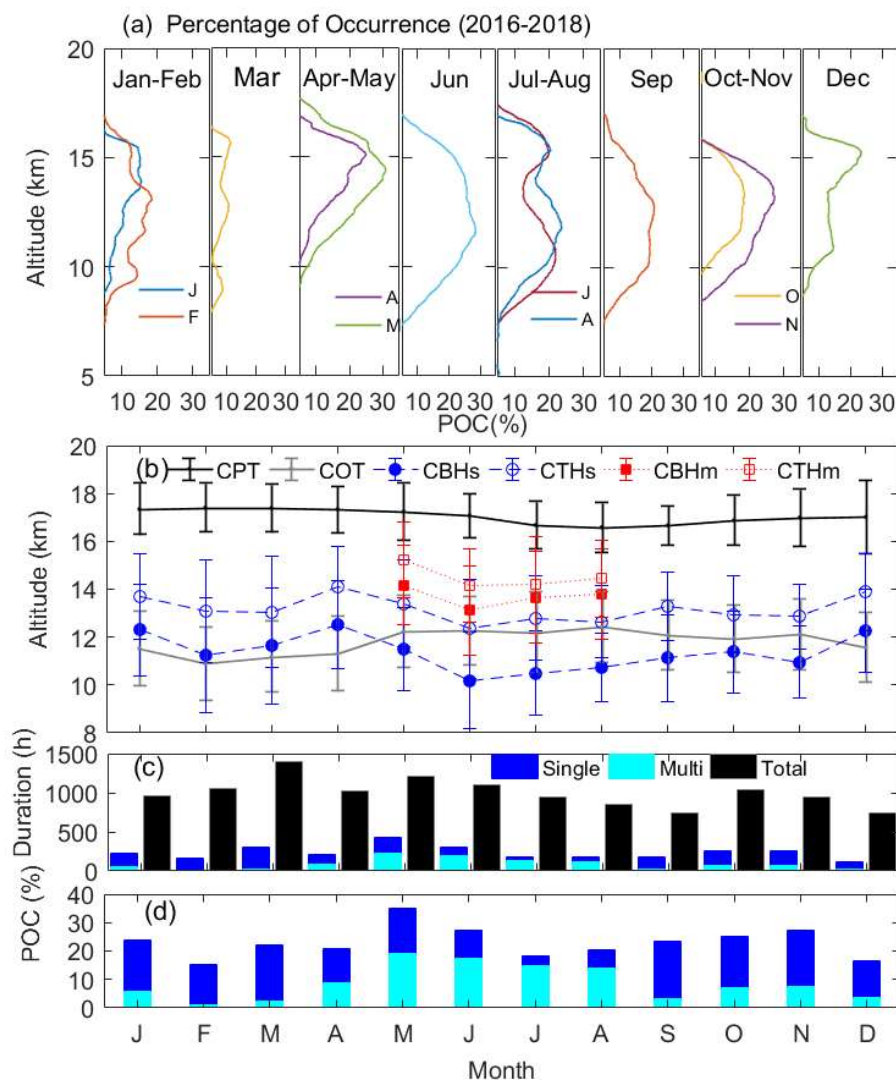 (a) Percentage of Occurrence (2016-2018)
20
15
10
5
Altitude (km)
Jan-Feb
Mar
Apr-May
Jun
Jul-Aug
Sep
Oct-Nov
Dec
J
F
A
M
J
A
O
N
10 20 30 10 20 30 10 20 30 10 20 30 10 20 30 10 20 30 10 20 30 10 20 30
POC(%)
(b)
CPT COT CBHs CTHs CBHm CTHm
20
18
16
14
12
10
8
Altitude (km)
(c)
Single Multi Total
1500
1000
500
0
Duration (h)
(d)
40
30
20
10
0
POC (%)
J F M A M J J A S O N D
Month